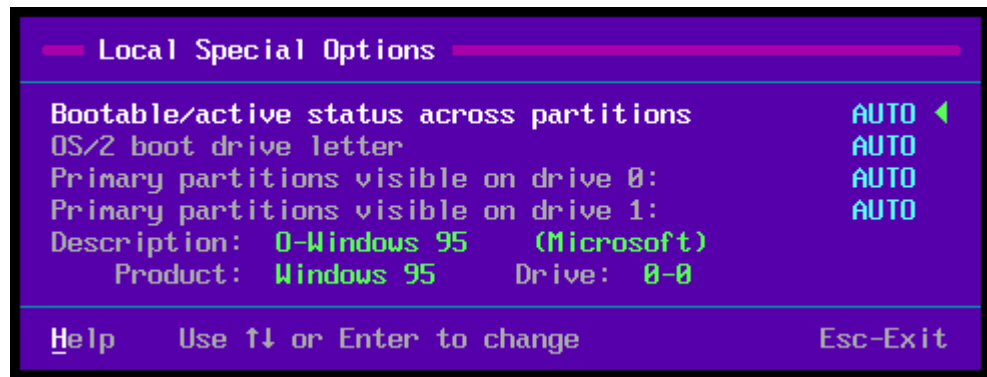 Local Special Options
Bootable/active status across partitions AUTO ◄
OS/2 boot drive letter AUTO
Primary partitions visible on drive 0: AUTO
Primary partitions visible on drive 1: AUTO
Description: O-Windows 95 (Microsoft)
Product: Windows 95 Drive: 0-0
Help Use ↑↓ or Enter to change Esc-Exit